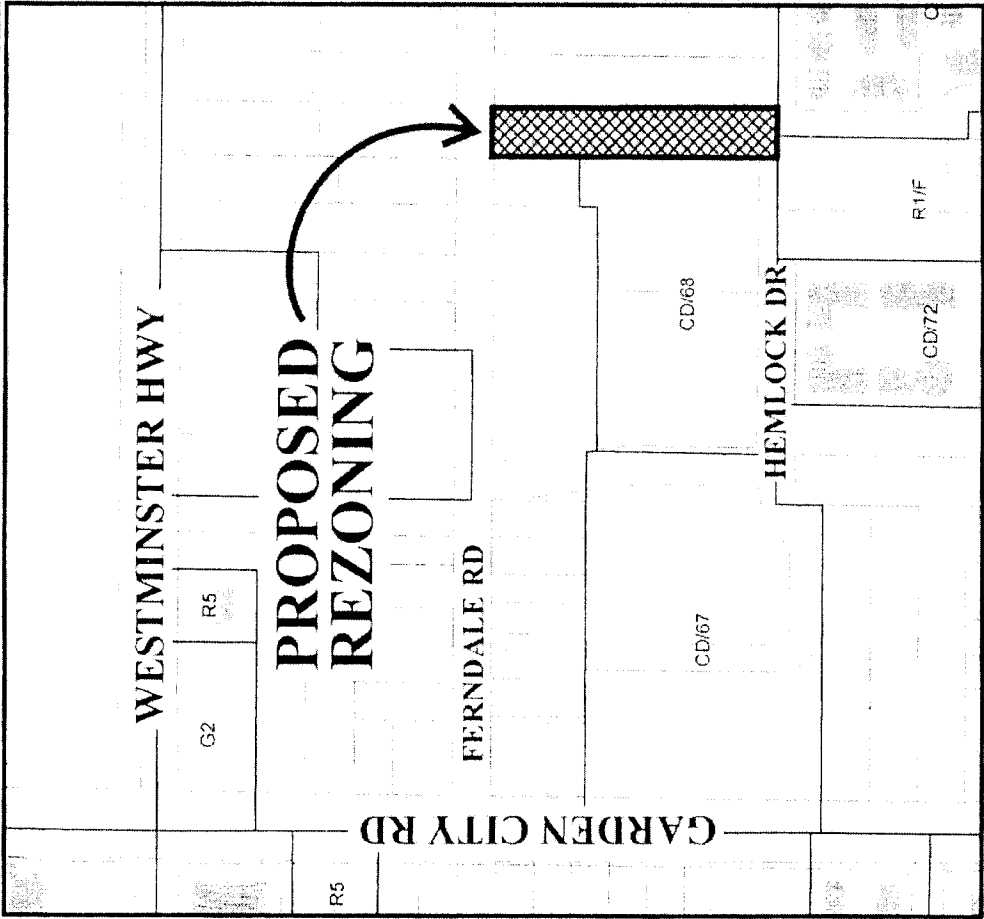 WESTMINSTER HWY
G2
R5
PROPOSED
REZONING
R5
GARDEN CITY RD
FERNDALE RD
CD/67
CD/68
HEMLOCK DR
CD/72
R1/F